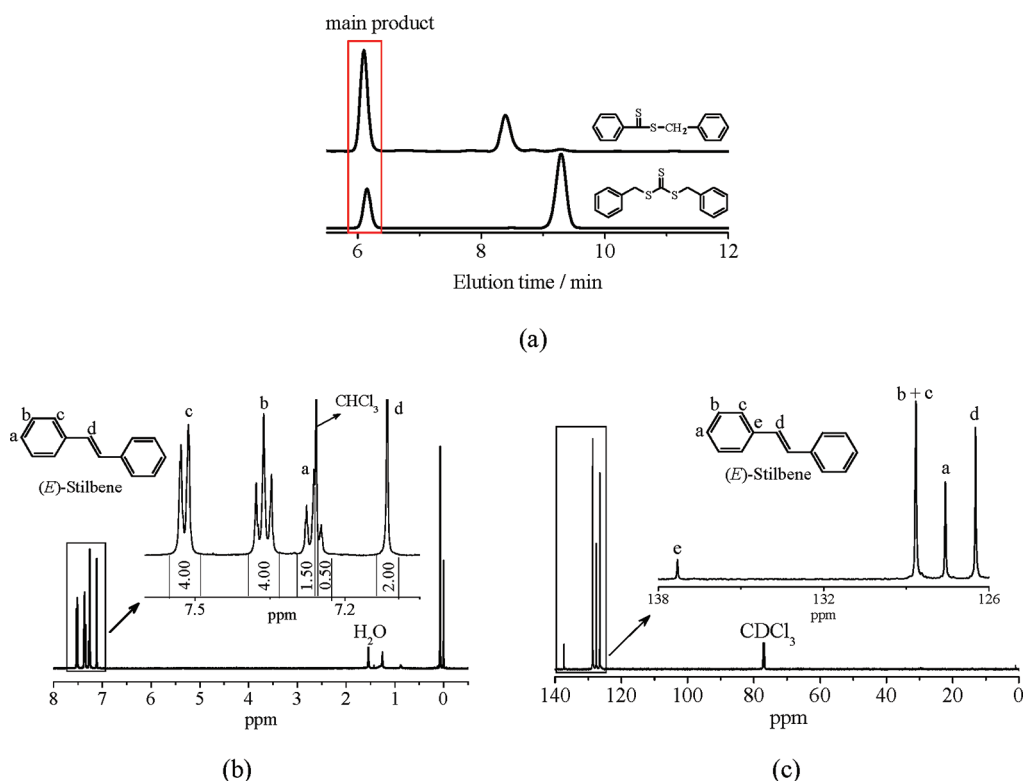 main product
S
S—CH2
S
S S
6 8 10 12
Elution time / min
(a)
b c
a d
(E)-Stilbene
c
b
a
CHCl3
d
4.00 4.00 1.50 0.50 2.00
7.5 ppm 7.2
H2O
8 7 6 5 4 3 2 1 0
ppm
(b)
b c
a e d
(E)-Stilbene
b + c
d
a
e
138 132 126
ppm
CDCl3
140 120 100 80 60 40 20 0
ppm
(c)